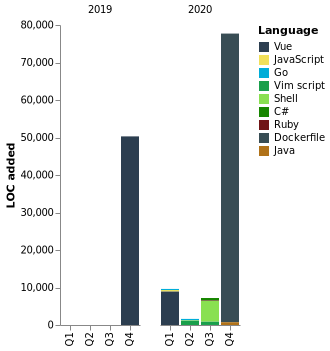 2019 2020
LOC added
80,000
70,000
60,000
50,000
40,000
30,000
20,000
10,000
0
Q1 Q2 Q3 Q4 Q1 Q2 Q3 Q4
Language
Vue
JavaScript
Go
Vim script
Shell
C#
Ruby
Dockerfile
Java